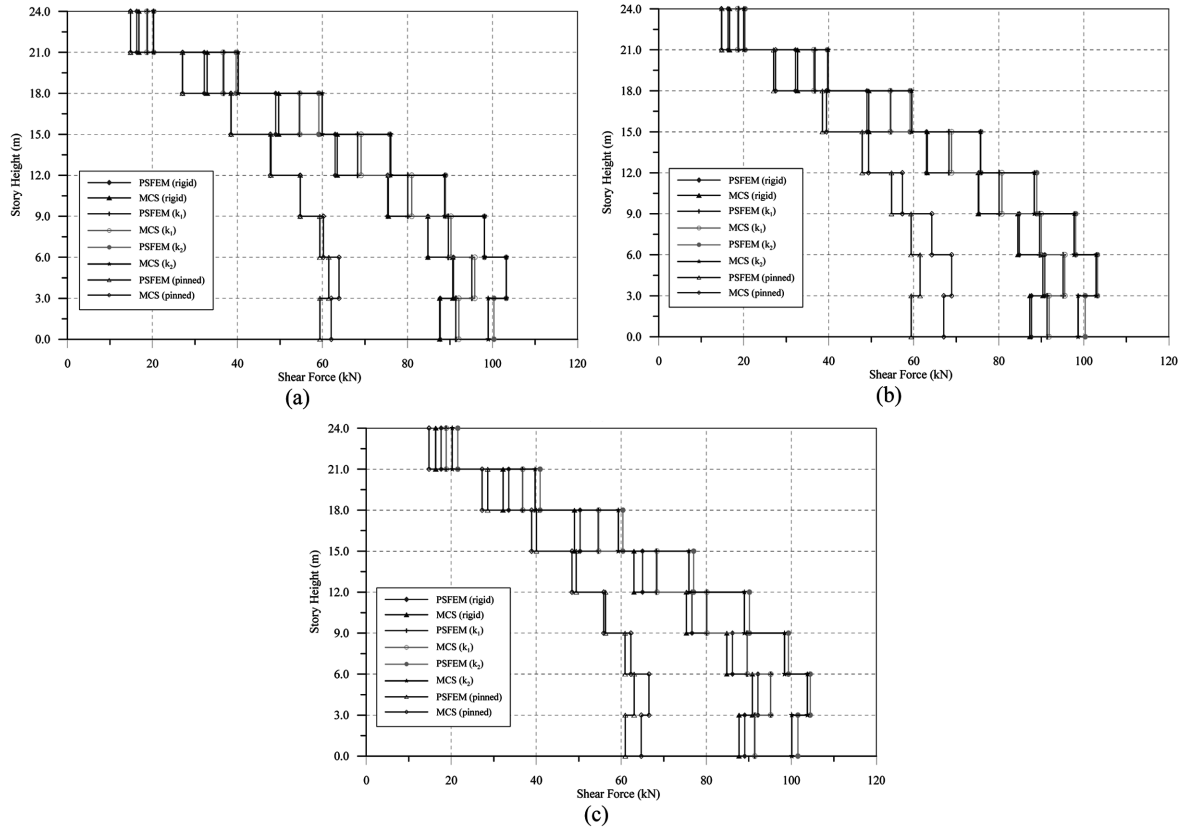 24.0
21.0
18.0
15.0
12.0
9.0
6.0
3.0
0.0
Story Height (m)
PSFEM (rigid)
MCS (rigid)
PSFEM (k₁)
MCS (k₁)
PSFEM (k₂)
MCS (k₂)
PSFEM (pinned)
MCS (pinned)
0 20 40 60 80 100 120
Shear Force (kN)
(a)
24.0
21.0
18.0
15.0
12.0
9.0
6.0
3.0
0.0
Story Height (m)
PSFEM (rigid)
MCS (rigid)
PSFEM (k₁)
MCS (k₁)
PSFEM (k₂)
MCS (k₂)
PSFEM (pinned)
MCS (pinned)
0 20 40 60 80 100 120
Shear Force (kN)
(b)
24.0
21.0
18.0
15.0
12.0
9.0
6.0
3.0
0.0
Story Height (m)
PSFEM (rigid)
MCS (rigid)
PSFEM (k₁)
MCS (k₁)
PSFEM (k₂)
MCS (k₂)
PSFEM (pinned)
MCS (pinned)
0 20 40 60 80 100 120
Shear Force (kN)
(c)